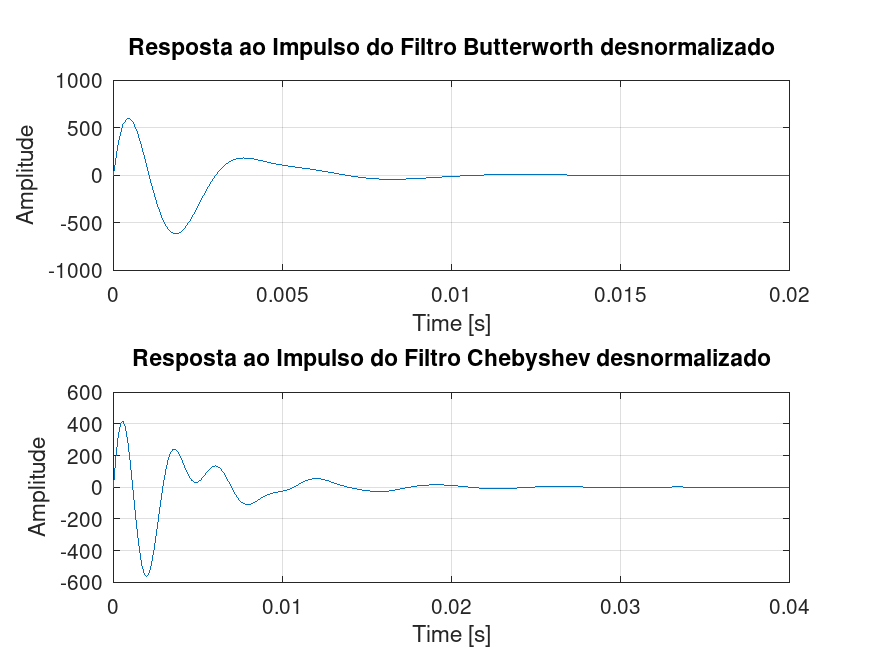 Resposta ao Impulso do Filtro Butterworth desnormalizado
1000
500
0
-500
-1000
Amplitude
0 0.005 0.01 0.015 0.02
Time [s]
Resposta ao Impulso do Filtro Chebyshev desnormalizado
600
400
200
0
-200
-400
-600
Amplitude
0 0.01 0.02 0.03 0.04
Time [s]